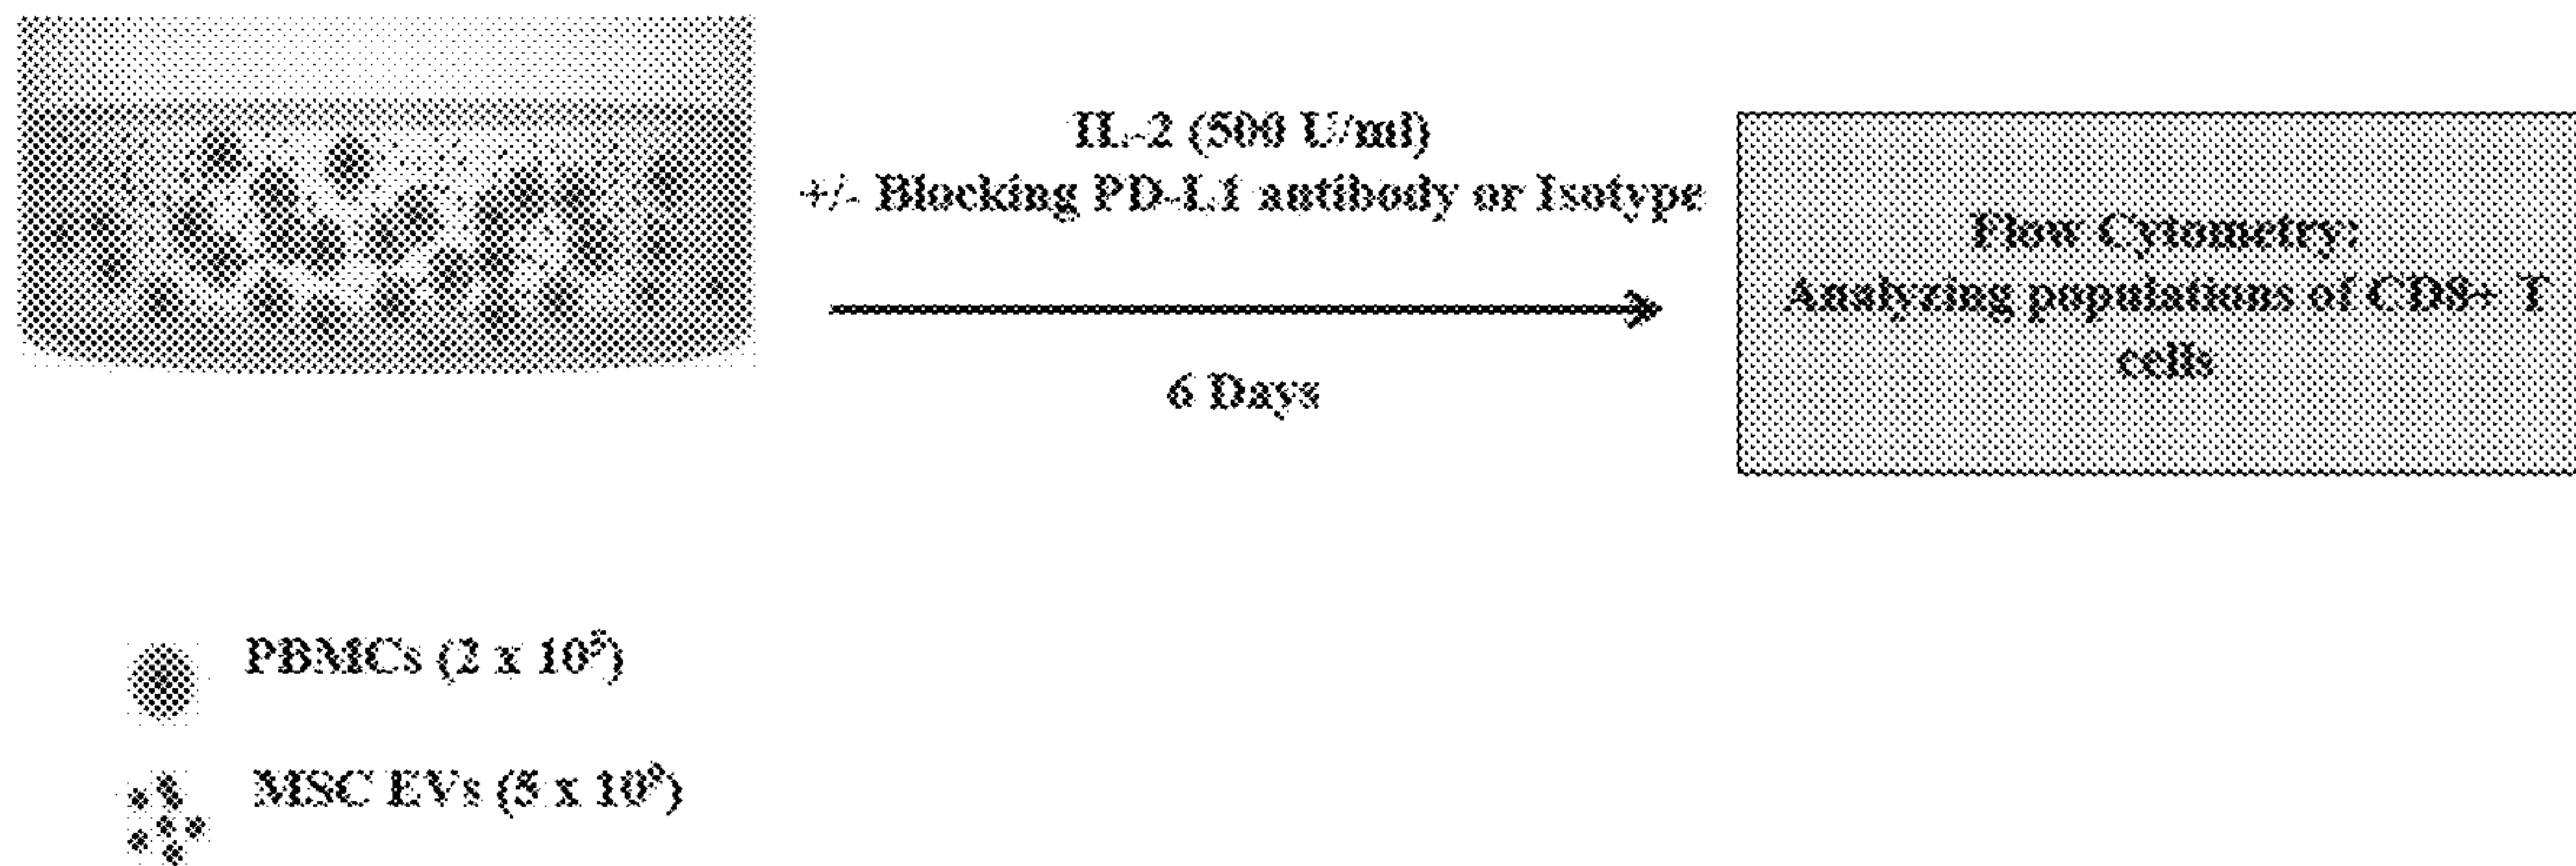 IL-2 (500 U/ml)
+/- Blocking PD-L1 antibody or Isotype
6 Days
Flow Cytometry:
Analyzing populations of CD8+ T
cells
PBMCs (2 x 10⁵)
MSC EVs (5 x 10⁹)